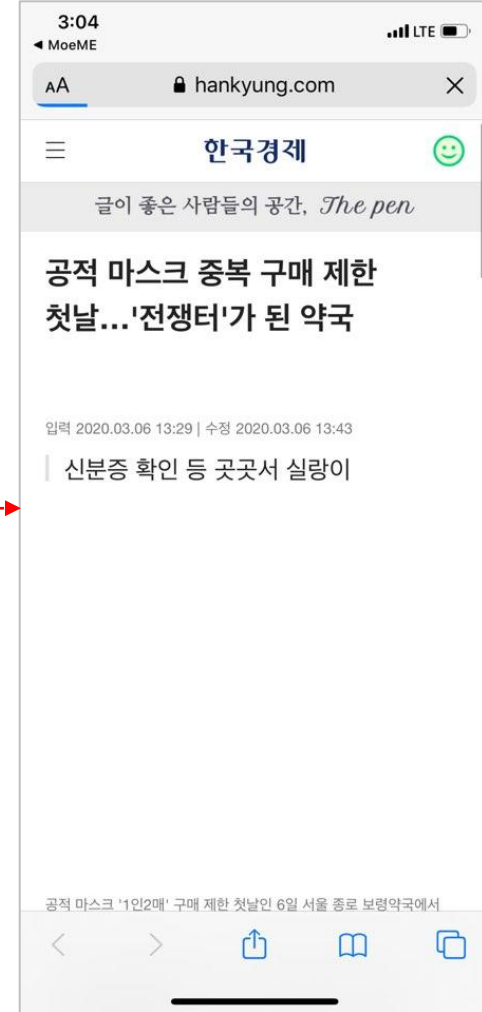 3:04
LTE
◀ MoeME
AA hankyung.com
한국경제
글이 좋은 사람들의 공간, The pen
공적 마스크 중복 구매 제한
첫날...'전쟁터'가 된 약국
입력 2020.03.06 13:29 | 수정 2020.03.06 13:43
신분증 확인 등 곳곳서 실랑이
공적 마스크 '1인2매' 구매 제한 첫날인 6일 서울 종로 보령약국에서